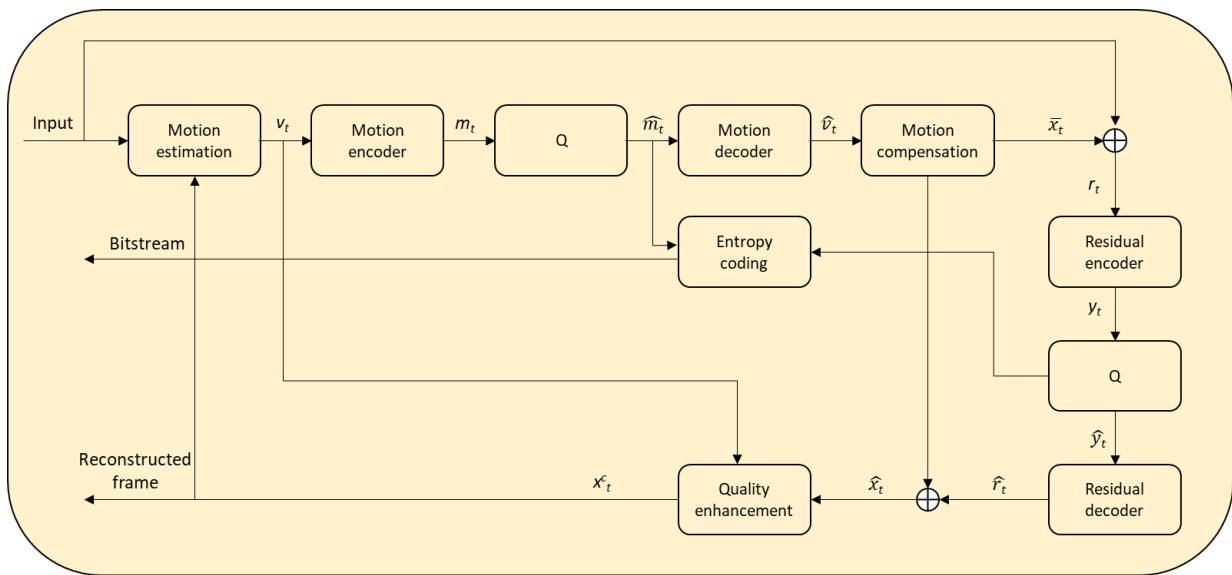 Input
Motion
estimation
v_t
Motion
encoder
m_t
Q
m̂_t
Motion
decoder
v̂_t
Motion
compensation
x̄_t
r_t
Bitstream
Entropy
coding
Residual
encoder
y_t
Q
ŷ_t
Reconstructed
frame
x^c_t
Quality
enhancement
x̂_t
r̂_t
Residual
decoder